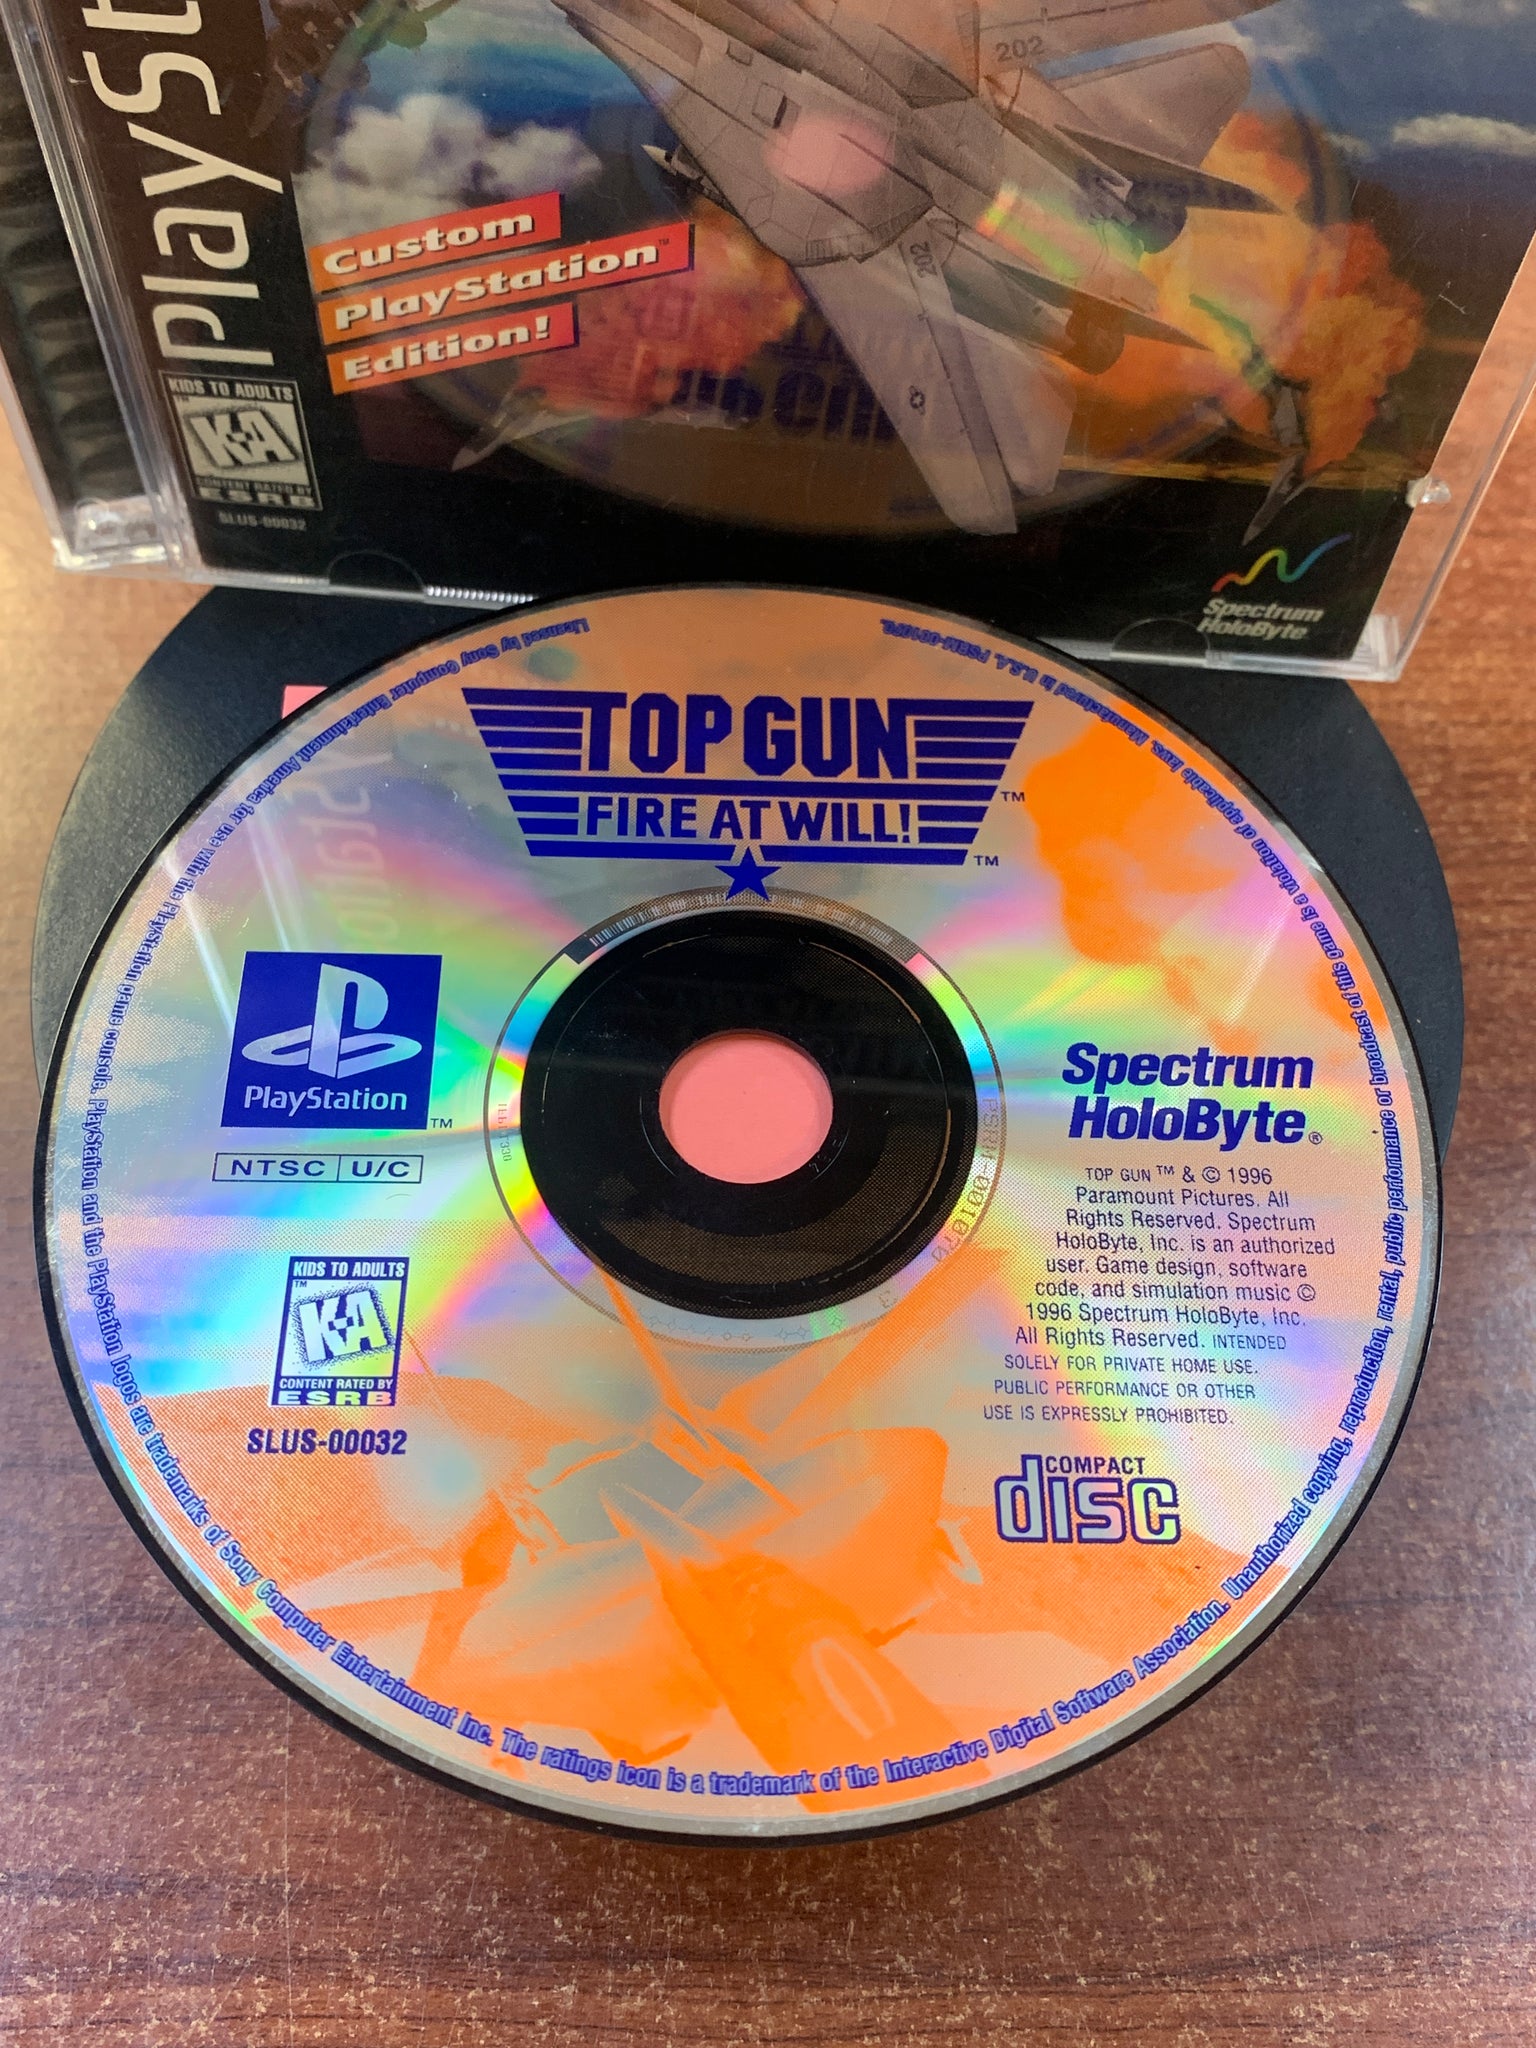 PlaySt
202
202
Custom
PlayStation™
Edition!
KIDS TO ADULTS
™
K-A
CONTENT RATED BY
ESRB
SLUS-00032
Spectrum
HoloByte
TOP GUN
™
FIRE AT WILL!
™
PlayStation
™
NTSC U/C
KIDS TO ADULTS
™
K-A
CONTENT RATED BY
ESRB
SLUS-00032
Spectrum
HoloByte®
TOP GUN ™ & © 1996
Paramount Pictures. All
Rights Reserved. Spectrum
HoloByte, Inc. is an authorized
user. Game design, software
code, and simulation music ©
1996 Spectrum HoloByte, Inc.
All Rights Reserved. INTENDED
SOLELY FOR PRIVATE HOME USE.
PUBLIC PERFORMANCE OR OTHER
USE IS EXPRESSLY PROHIBITED.
COMPACT
disc
Licensed by Sony Computer Entertainment America for use with the PlayStation game console. PlayStation and the PlayStation logos are trademarks of Sony Computer Entertainment Inc. The ratings icon is a trademark of the Interactive Digital Software Association. Unauthorized copying, reproduction, rental, public performance or broadcast of this game is a violation of applicable laws. Manufactured in U.S.A.